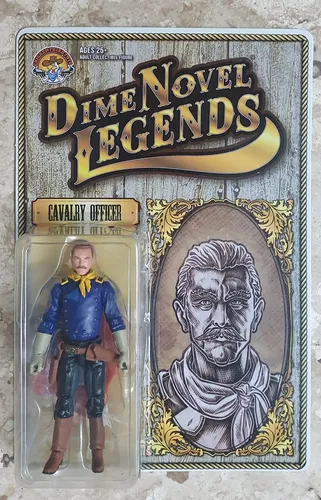 AGES 25+
ADULT COLLECTIBLE FIGURE
DIME NOVEL
LEGENDS
CAVALRY OFFICER